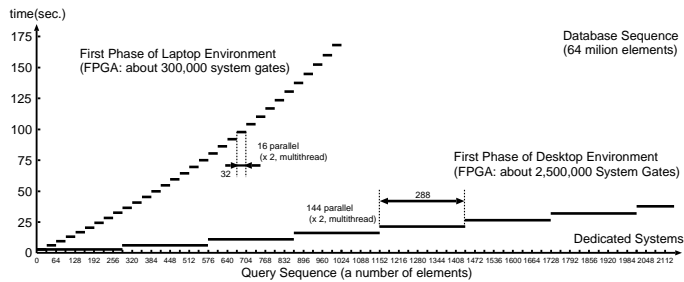 time(sec.)
175
150
125
100
75
50
25
0
First Phase of Laptop Environment
(FPGA: about 300,000 system gates)
Database Sequence
(64 milion elements)
16 parallel
(x 2, multithread)
32
First Phase of Desktop Environment
(FPGA: about 2,500,000 System Gates)
144 parallel
(x 2, multithread)
288
Dedicated Systems
0 64 128 192 256 320 384 448 512 576 640 704 768 832 896 960 1024 1088 1152 1216 1280 1344 1408 1472 1536 1600 1664 1728 1792 1856 1920 1984 2048 2112
Query Sequence (a number of elements)